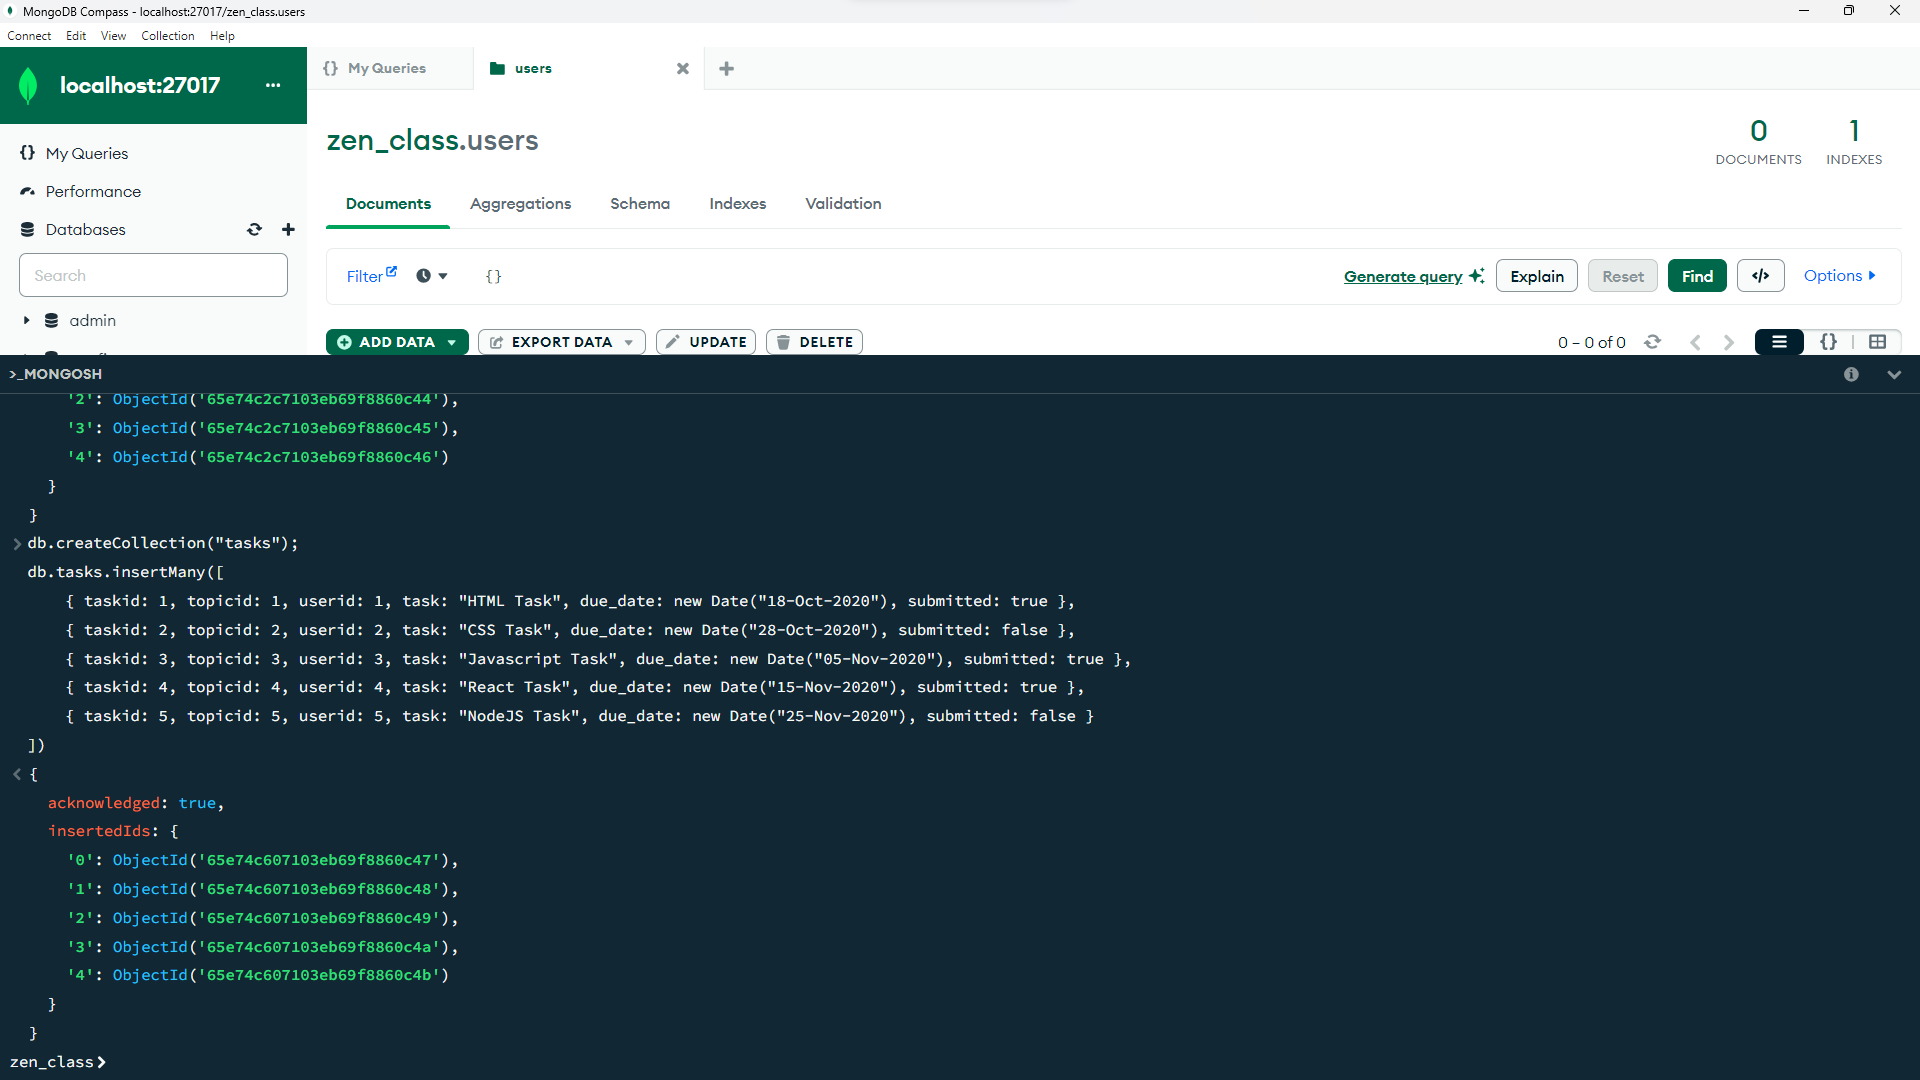 MongoDB Compass - localhost:27017/zen_class.users
Connect Edit View Collection Help
localhost:27017 ...
{} My Queries
users
{} My Queries
Performance
Databases
Search
admin
zen_class.users
0 DOCUMENTS
1 INDEXES
Documents Aggregations Schema Indexes Validation
Filter {} Generate query Explain Reset Find </> Options
ADD DATA EXPORT DATA UPDATE DELETE 0 – 0 of 0 {}
>_MONGOSH
'2': ObjectId('65e74c2c7103eb69f8860c44'),
'3': ObjectId('65e74c2c7103eb69f8860c45'),
'4': ObjectId('65e74c2c7103eb69f8860c46')
}
}
> db.createCollection("tasks");
db.tasks.insertMany([
{ taskid: 1, topicid: 1, userid: 1, task: "HTML Task", due_date: new Date("18-Oct-2020"), submitted: true },
{ taskid: 2, topicid: 2, userid: 2, task: "CSS Task", due_date: new Date("28-Oct-2020"), submitted: false },
{ taskid: 3, topicid: 3, userid: 3, task: "Javascript Task", due_date: new Date("05-Nov-2020"), submitted: true },
{ taskid: 4, topicid: 4, userid: 4, task: "React Task", due_date: new Date("15-Nov-2020"), submitted: true },
{ taskid: 5, topicid: 5, userid: 5, task: "NodeJS Task", due_date: new Date("25-Nov-2020"), submitted: false }
])
< {
acknowledged: true,
insertedIds: {
'0': ObjectId('65e74c607103eb69f8860c47'),
'1': ObjectId('65e74c607103eb69f8860c48'),
'2': ObjectId('65e74c607103eb69f8860c49'),
'3': ObjectId('65e74c607103eb69f8860c4a'),
'4': ObjectId('65e74c607103eb69f8860c4b')
}
}
zen_class>